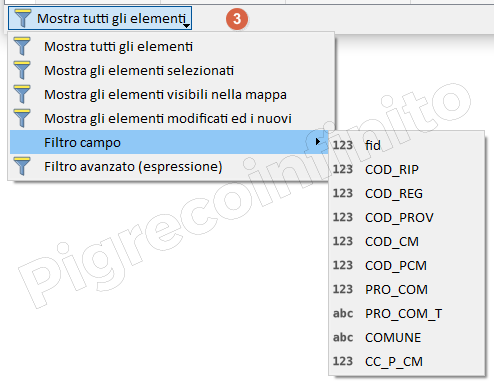 Mostra tutti gli elementi
3
Mostra tutti gli elementi
Mostra gli elementi selezionati
Mostra gli elementi visibili nella mappa
Mostra gli elementi modificati ed i nuovi
Filtro campo
Filtro avanzato (espressione)
123 fid
123 COD_RIP
123 COD_REG
123 COD_PROV
123 COD_CM
123 COD_PCM
123 PRO_COM
abc PRO_COM_T
abc COMUNE
123 CC_P_CM
Pigrecoinfinito